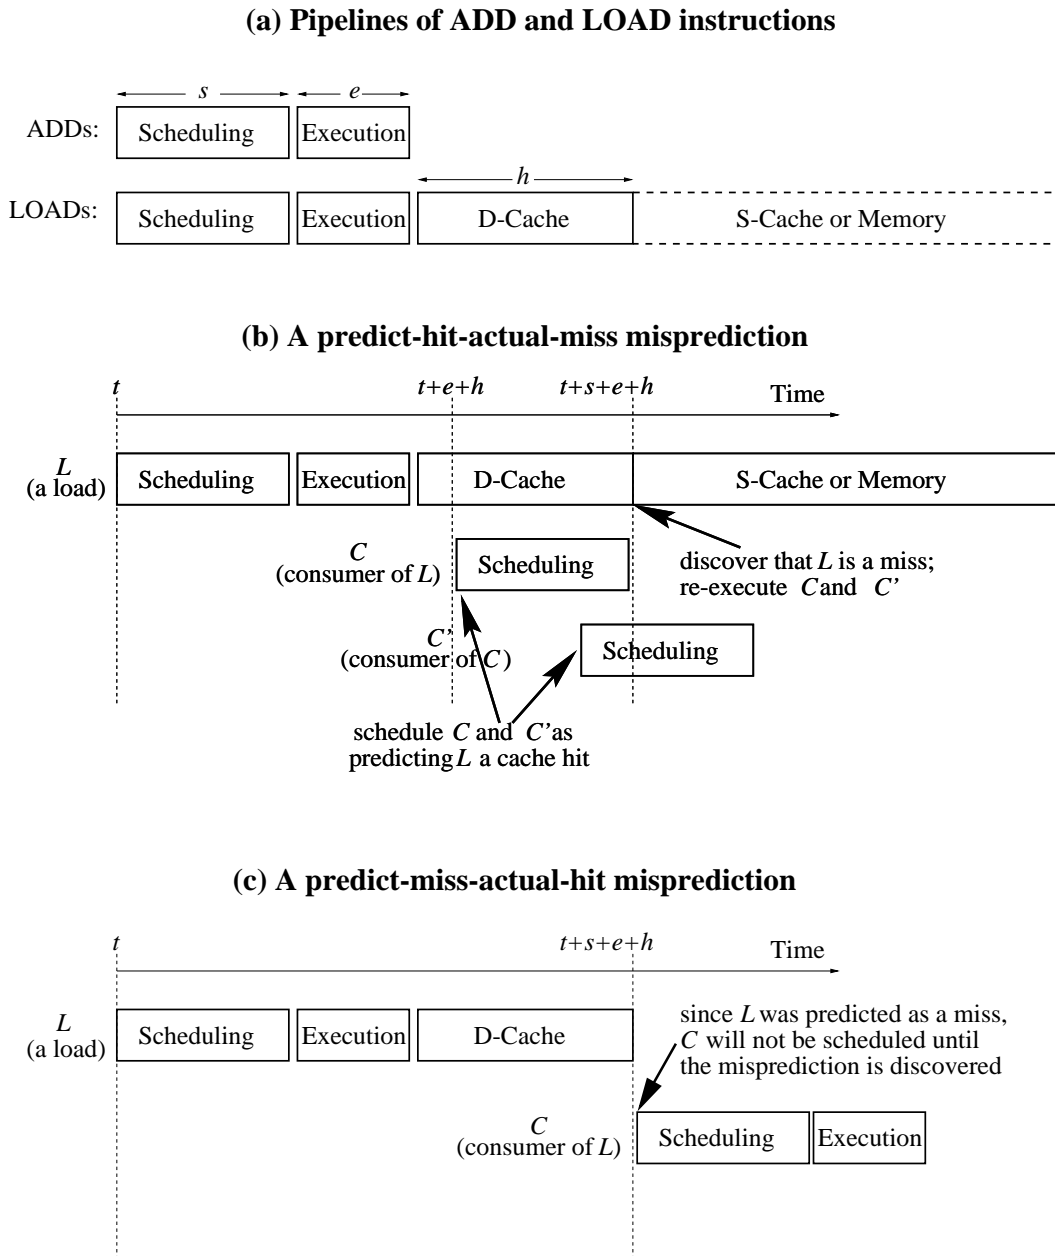 (a) Pipelines of ADD and LOAD instructions
s e
ADDs: Scheduling Execution
h
LOADs: Scheduling Execution D-Cache S-Cache or Memory
(b) A predict-hit-actual-miss misprediction
t t+e+h t+s+e+h Time
L
(a load)
Scheduling Execution D-Cache S-Cache or Memory
C
(consumer of L)
Scheduling
discover that L is a miss;
re-execute C and C'
C'
(consumer of C)
Scheduling
schedule C and C' as
predicting L a cache hit
(c) A predict-miss-actual-hit misprediction
t t+s+e+h Time
L
(a load)
Scheduling Execution D-Cache
since L was predicted as a miss,
C will not be scheduled until
the misprediction is discovered
C
(consumer of L)
Scheduling Execution